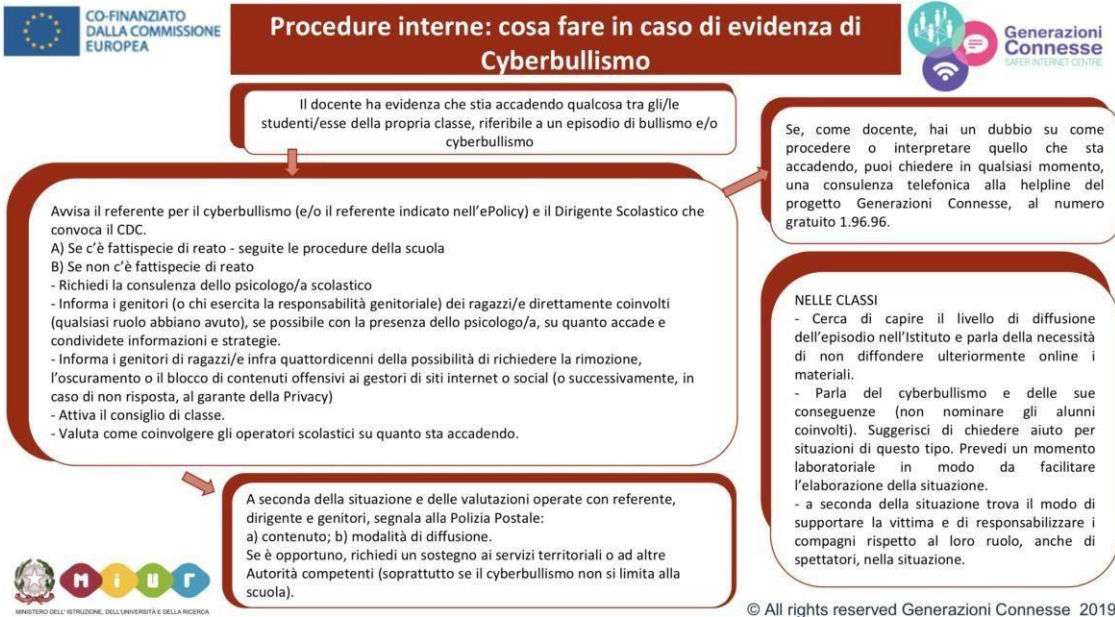 CO-FINANZIATO
DALLA COMMISSIONE
EUROPEA
Procedure interne: cosa fare in caso di evidenza di
Cyberbullismo
Generazioni
Connesse
SAFER INTERNET CENTRE
Il docente ha evidenza che stia accadendo qualcosa tra gli/le
studenti/esse della propria classe, riferibile a un episodio di bullismo e/o
cyberbullismo
Se, come docente, hai un dubbio su come
procedere o interpretare quello che sta
accadendo, puoi chiedere in qualsiasi momento,
una consulenza telefonica alla helpline del
progetto Generazioni Connesse, al numero
gratuito 1.96.96.
Avvisa il referente per il cyberbullismo (e/o il referente indicato nell'ePolicy) e il Dirigente Scolastico che
convoca il CDC.
A) Se c'è fattispecie di reato - seguite le procedure della scuola
B) Se non c'è fattispecie di reato
- Richiedi la consulenza dello psicologo/a scolastico
- Informa i genitori (o chi esercita la responsabilità genitoriale) dei ragazzi/e direttamente coinvolti
(qualsiasi ruolo abbiano avuto), se possibile con la presenza dello psicologo/a, su quanto accade e
condividete informazioni e strategie.
- Informa i genitori di ragazzi/e infra quattordicenni della possibilità di richiedere la rimozione,
l'oscuramento o il blocco di contenuti offensivi ai gestori di siti internet o social (o successivamente, in
caso di non risposta, al garante della Privacy)
- Attiva il consiglio di classe.
- Valuta come coinvolgere gli operatori scolastici su quanto sta accadendo.
NELLE CLASSI
- Cerca di capire il livello di diffusione
dell'episodio nell'Istituto e parla della necessità
di non diffondere ulteriormente online i
materiali.
- Parla del cyberbullismo e delle sue
conseguenze (non nominare gli alunni
coinvolti). Suggerisci di chiedere aiuto per
situazioni di questo tipo. Prevedi un momento
laboratoriale in modo da facilitare
l'elaborazione della situazione.
- a seconda della situazione trova il modo di
supportare la vittima e di responsabilizzare i
compagni rispetto al loro ruolo, anche di
spettatori, nella situazione.
A seconda della situazione e delle valutazioni operate con referente,
dirigente e genitori, segnala alla Polizia Postale:
a) contenuto; b) modalità di diffusione.
Se è opportuno, richiedi un sostegno ai servizi territoriali o ad altre
Autorità competenti (soprattutto se il cyberbullismo non si limita alla
scuola).
miur
MINISTERO DELL'ISTRUZIONE, DELL'UNIVERSITÀ E DELLA RICERCA
© All rights reserved Generazioni Connesse 2019